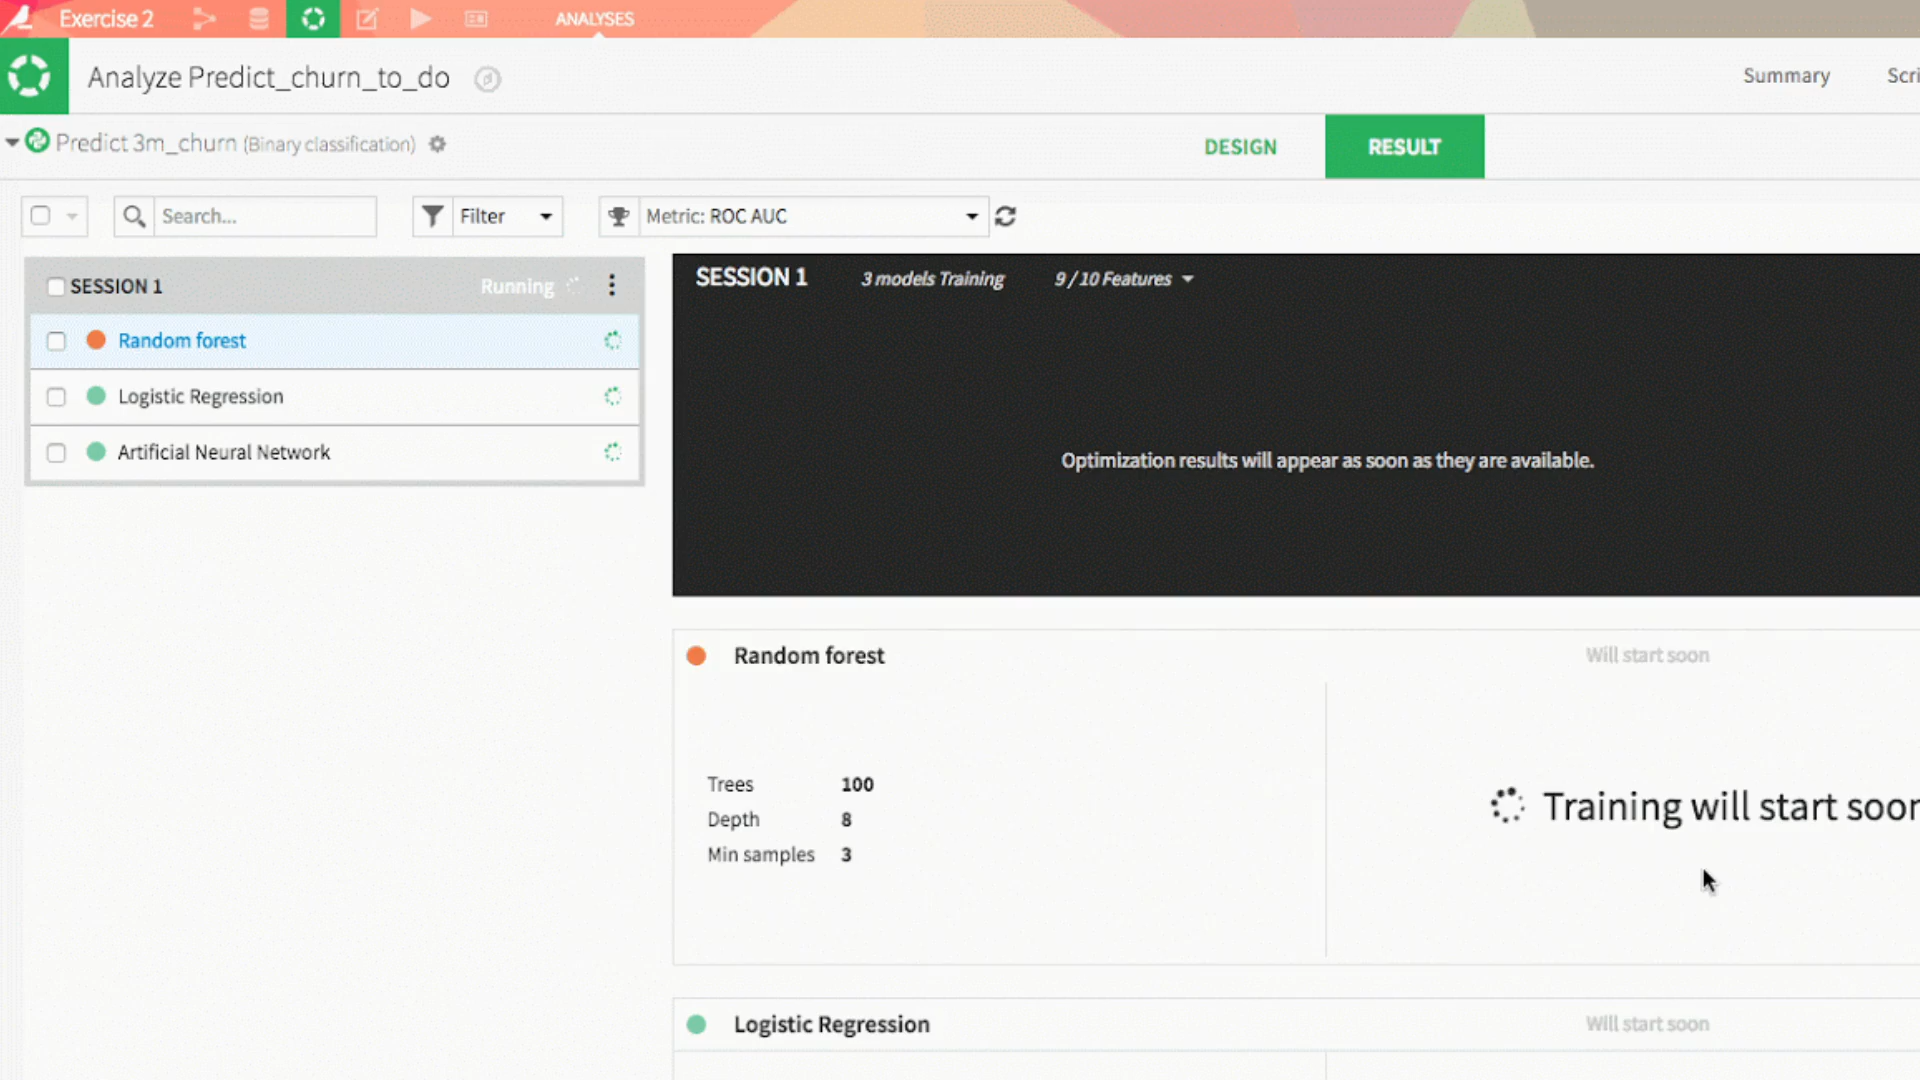 Exercise 2
ANALYSES
Analyze Predict_churn_to_do
Summary
Predict 3m_churn (Binary classification)
DESIGN
RESULT
Search...
Filter
Metric: ROC AUC
SESSION 1
Running
Random forest
Logistic Regression
Artificial Neural Network
SESSION 1
3 models Training
9 / 10 Features
Optimization results will appear as soon as they are available.
Random forest
Will start soon
Trees 100
Depth 8
Min samples 3
Training will start
Logistic Regression
Will start soon